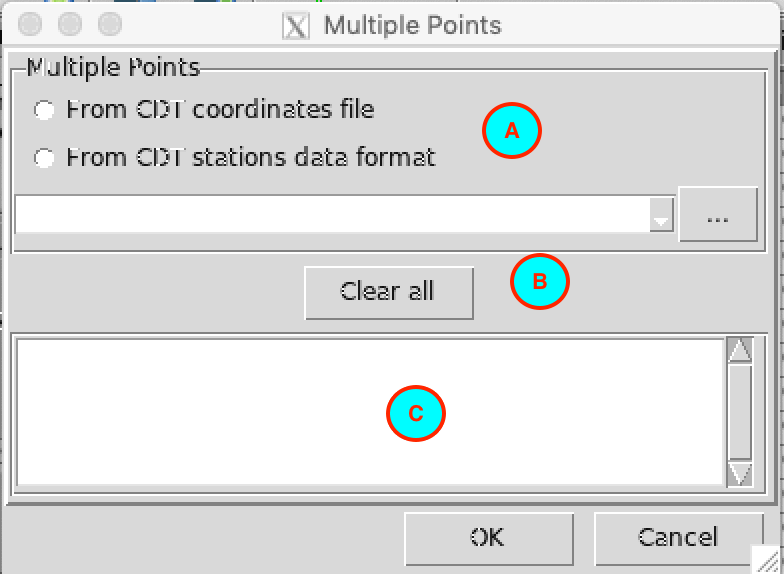 Multiple Points
Multiple Points
From CDT coordinates file
A
From CDT stations data format
...
Clear all
B
C
OK
Cancel